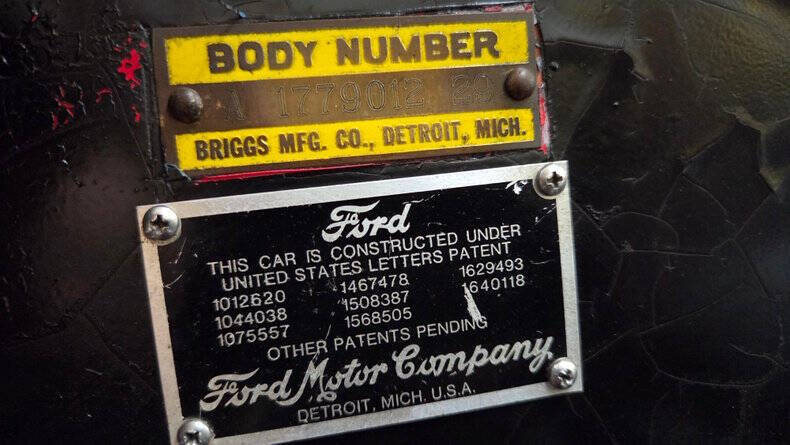 BODY NUMBER
A 1779012 20
BRIGGS MFG. CO., DETROIT, MICH.
Ford
THIS CAR IS CONSTRUCTED UNDER
UNITED STATES LETTERS PATENT
1012620 1467478 1629493
1044038 1508387 1640118
1075557 1568505
OTHER PATENTS PENDING
Ford Motor Company
DETROIT, MICH. U.S.A.